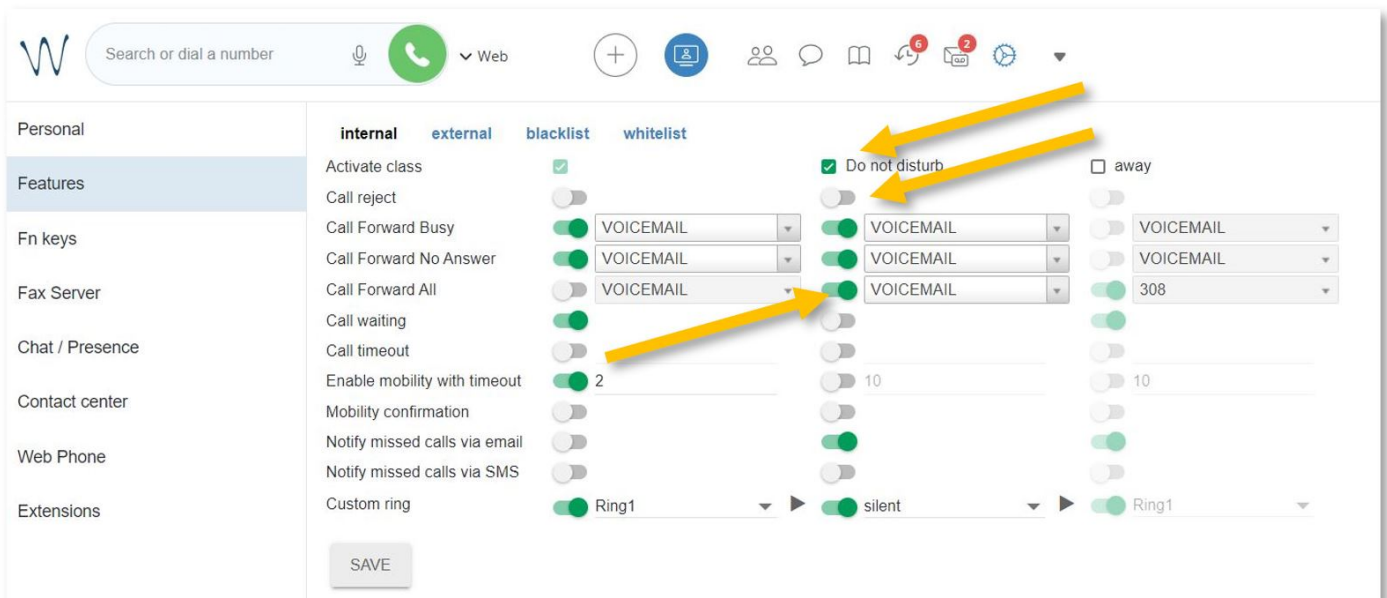 W Search or dial a number Web 6 2
Personal
Features
Fn keys
Fax Server
Chat / Presence
Contact center
Web Phone
Extensions
internal external blacklist whitelist
Activate class Do not disturb away
Call reject
Call Forward Busy VOICEMAIL VOICEMAIL VOICEMAIL
Call Forward No Answer VOICEMAIL VOICEMAIL VOICEMAIL
Call Forward All VOICEMAIL VOICEMAIL 308
Call waiting
Call timeout
Enable mobility with timeout 2 10 10
Mobility confirmation
Notify missed calls via email
Notify missed calls via SMS
Custom ring Ring1 silent Ring1
SAVE